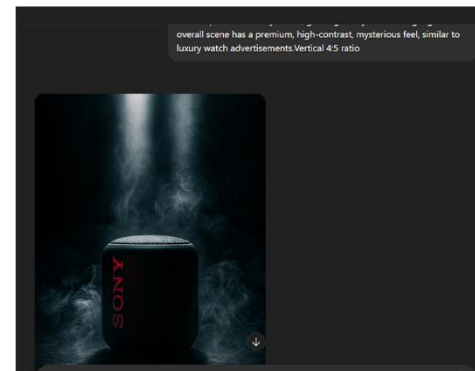 overall scene has a premium, high-contrast, mysterious feel, similar to
luxury watch advertisements.Vertical 4:5 ratio
SONY